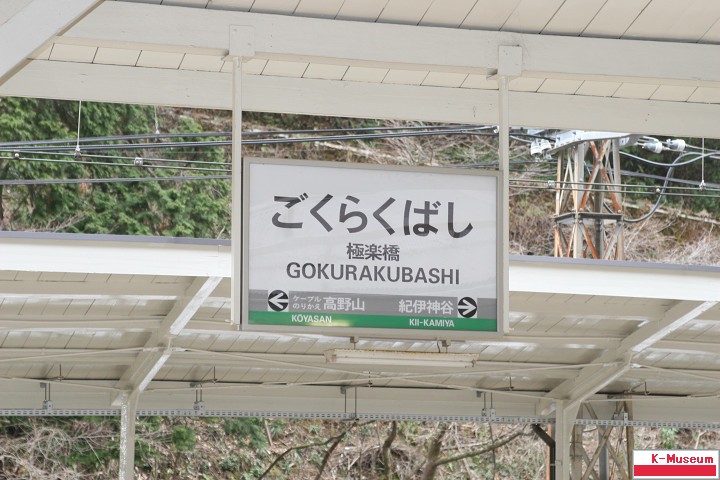 ごくらくばし
極楽橋
GOKURAKUBASHI
ケーブル
のりかえ 高野山 紀伊神谷
KŌYASAN KII-KAMIYA
K-Museum